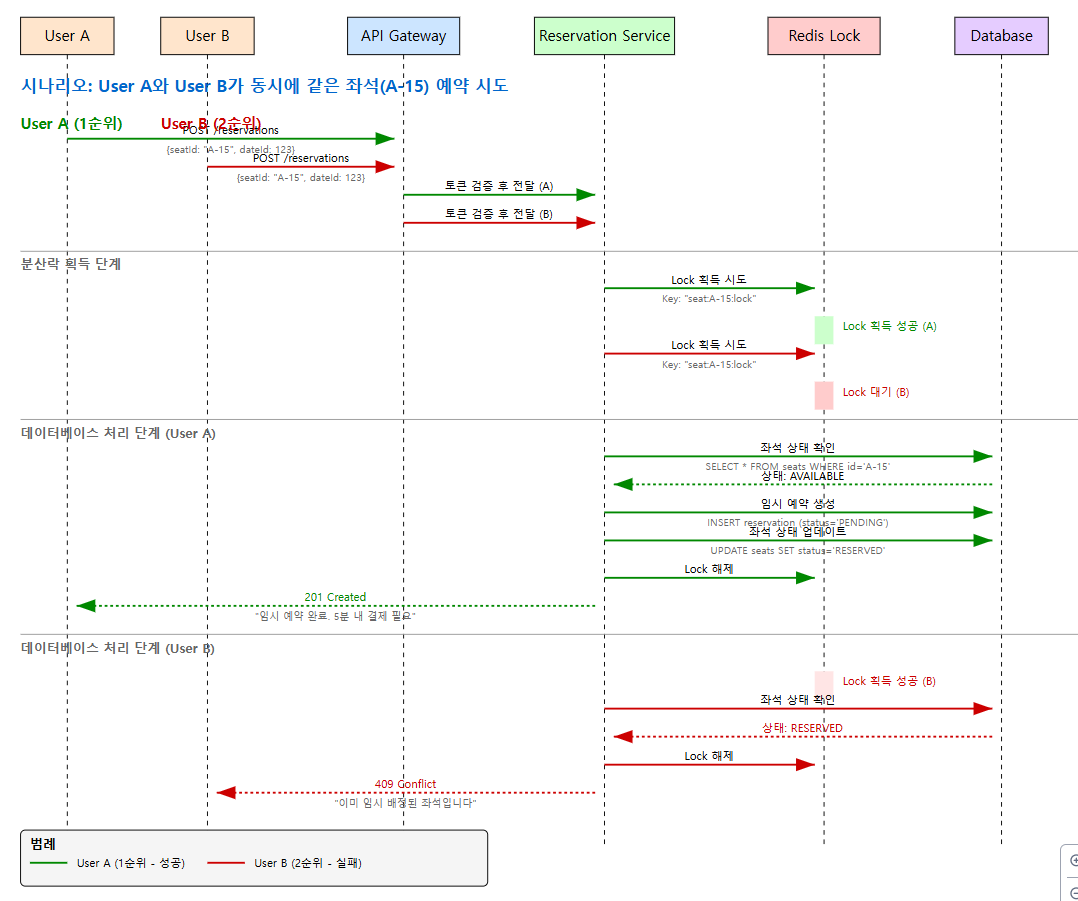 User A
User B
API Gateway
Reservation Service
Redis Lock
Database
시나리오: User A와 User B가 동시에 같은 좌석(A-15) 예약 시도
User A (1순위)
User B (2순위)
POST /reservations
{seatId: "A-15", dateId: 123}
POST /reservations
{seatId: "A-15", dateId: 123}
토큰 검증 후 전달 (A)
토큰 검증 후 전달 (B)
분산락 획득 단계
Lock 획득 시도
Key: "seat:A-15:lock"
Lock 획득 성공 (A)
Lock 획득 시도
Key: "seat:A-15:lock"
Lock 대기 (B)
데이터베이스 처리 단계 (User A)
좌석 상태 확인
SELECT * FROM seats WHERE id='A-15'
상태: AVAILABLE
임시 예약 생성
INSERT reservation (status='PENDING')
좌석 상태 업데이트
UPDATE seats SET status='RESERVED'
Lock 해제
201 Created
"임시 예약 완료. 5분 내 결제 필요"
데이터베이스 처리 단계 (User B)
Lock 획득 성공 (B)
좌석 상태 확인
상태: RESERVED
Lock 해제
409 Conflict
"이미 임시 배정된 좌석입니다"
범례
User A (1순위 - 성공)
User B (2순위 - 실패)